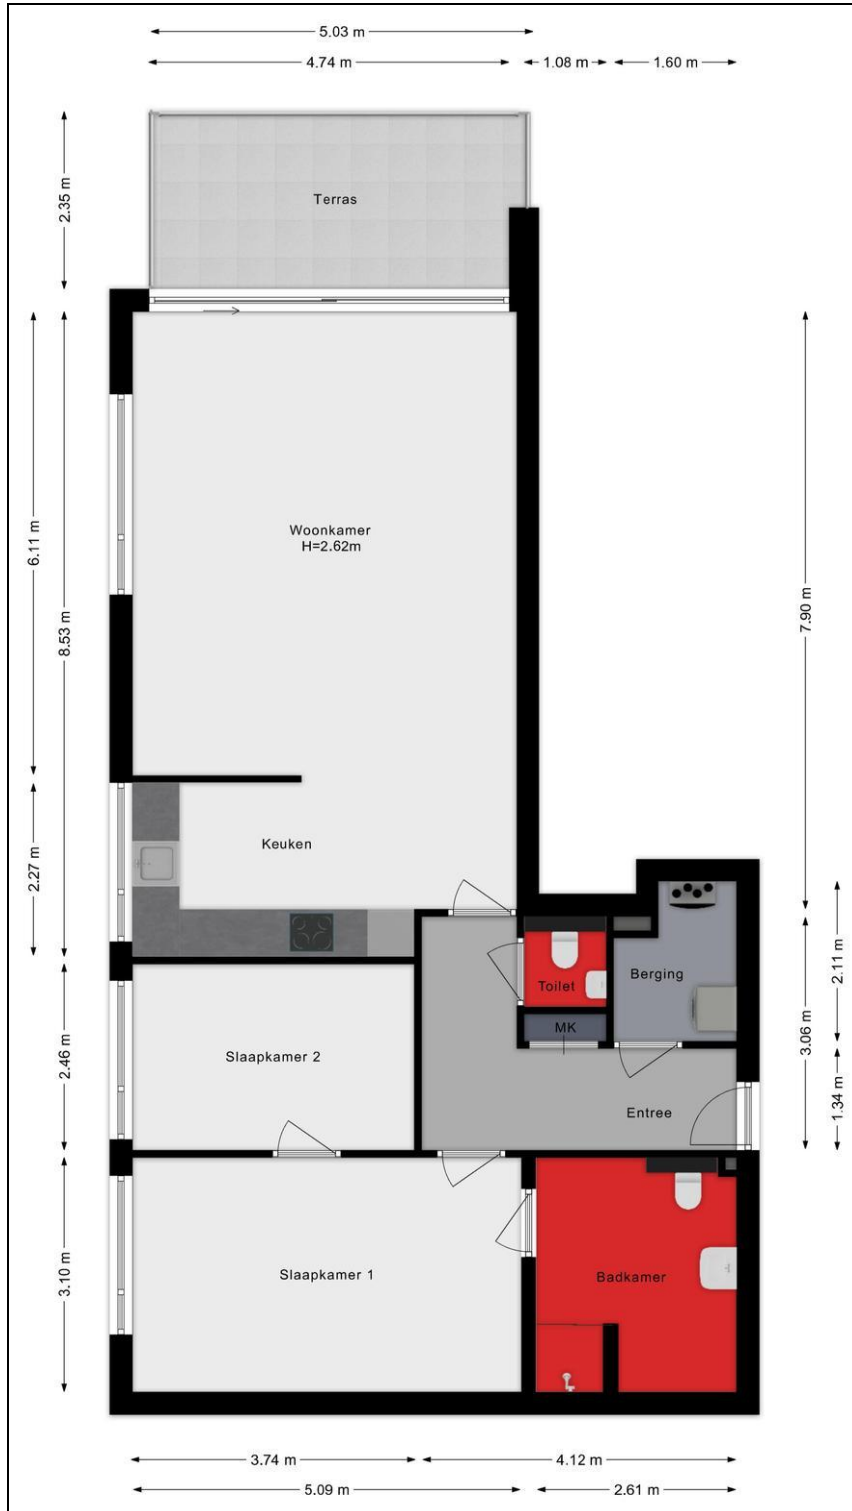 5.03 m
4.74 m
1.08 m
1.60 m
2.35 m
Terras
6.11 m
8.53 m
7.90 m
Woonkamer
H=2.62m
2.27 m
Keuken
2.11 m
3.06 m
Berging
Toilet
MK
2.46 m
Slaapkamer 2
1.34 m
Entree
3.10 m
Slaapkamer 1
Badkamer
3.74 m
4.12 m
5.09 m
2.61 m